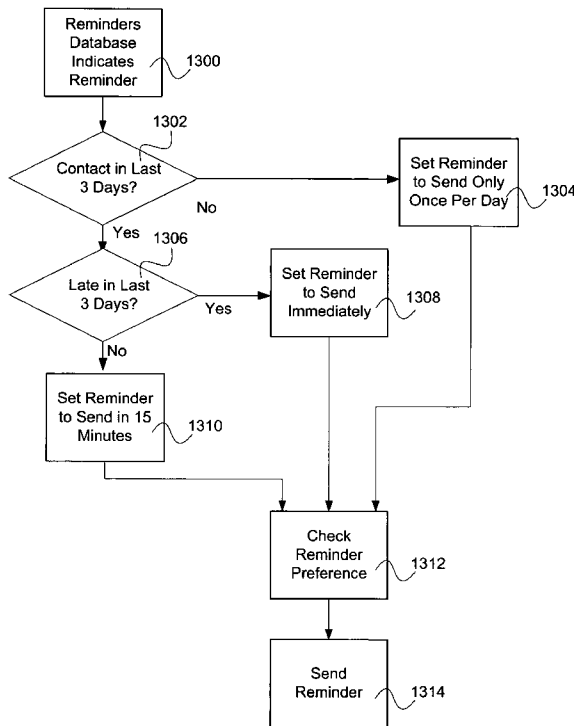 Reminders
Database
Indicates
Reminder
1300
1302
Contact in Last
3 Days?
No
Yes
Set Reminder
to Send Only
Once Per Day
1304
1306
Late in Last
3 Days?
Yes
No
Set Reminder
to Send
Immediately
1308
Set Reminder
to Send in 15
Minutes
1310
Check
Reminder
Preference
1312
Send
Reminder
1314